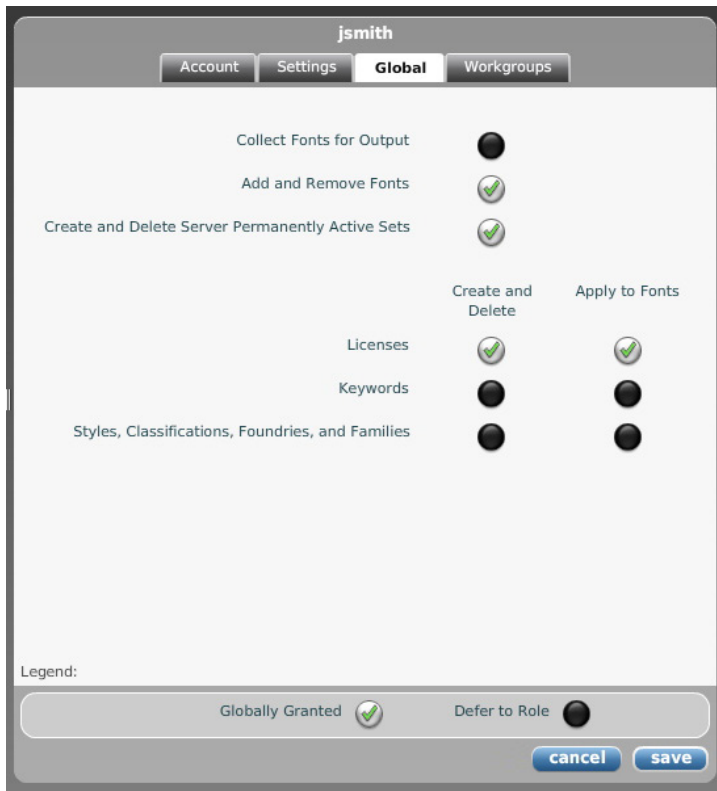 jsmith
Account Settings Global Workgroups
Collect Fonts for Output
Add and Remove Fonts
Create and Delete Server Permanently Active Sets
Create and Delete
Apply to Fonts
Licenses
Keywords
Styles, Classifications, Foundries, and Families
Legend:
Globally Granted Defer to Role
cancel save